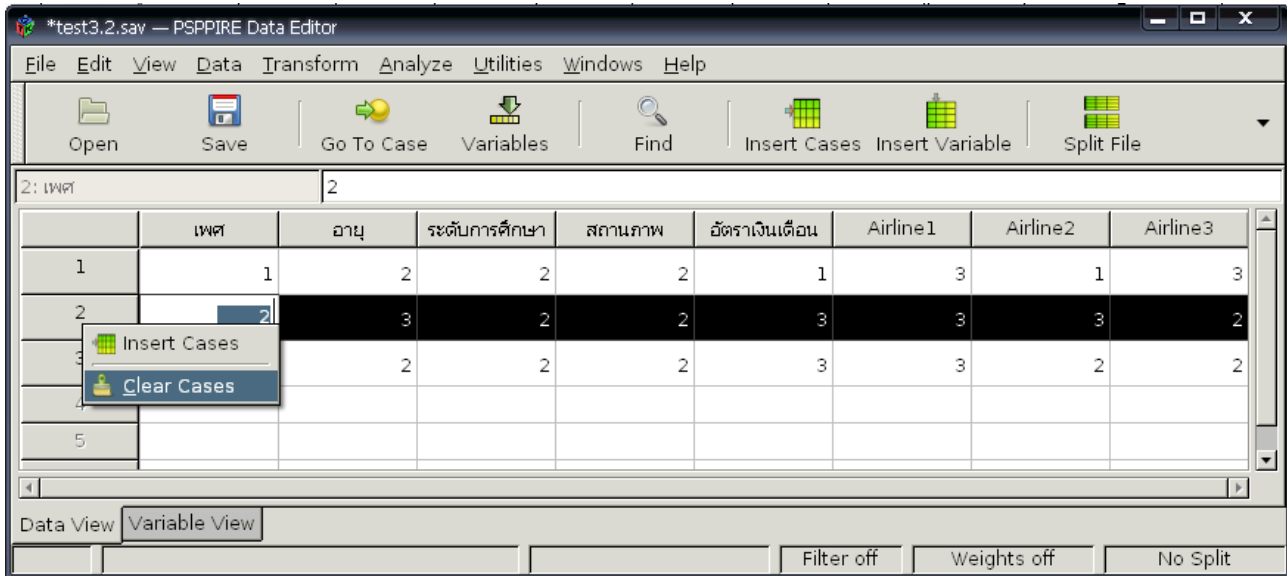 *test3.2.sav — PSPPIRE Data Editor
File Edit View Data Transform Analyze Utilities Windows Help
Open Save Go To Case Variables Find Insert Cases Insert Variable Split File
2: เพศ 2
เพศ อายุ ระดับการศึกษา สถานภาพ อัตราเงินเดือน Airline1 Airline2 Airline3
1 1 2 2 2 1 3 1 3
2 2 3 2 2 3 3 3 2
Insert Cases
3 2 2 2 3 3 2 2
Clear Cases
4
5
Data View Variable View
Filter off Weights off No Split